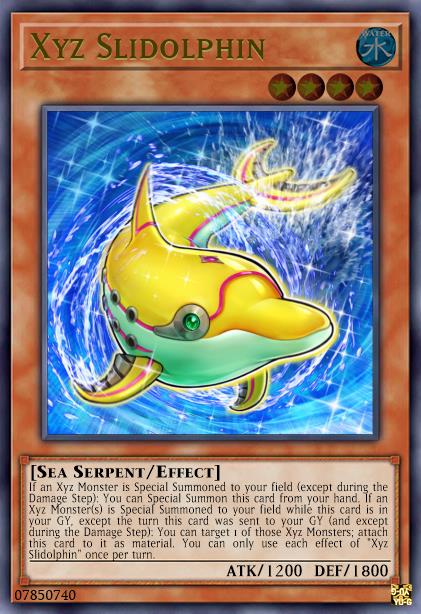 Xyz Slidolphin
WATER
水
[Sea Serpent/Effect]
If an Xyz Monster is Special Summoned to your field (except during the
Damage Step): You can Special Summon this card from your hand. If an
Xyz Monster(s) is Special Summoned to your field while this card is in
your GY, except the turn this card was sent to your GY (and except
during the Damage Step): You can target 1 of those Xyz Monsters; attach
this card to it as material. You can only use each effect of "Xyz
Slidolphin" once per turn.
ATK/1200 DEF/1800
07850740